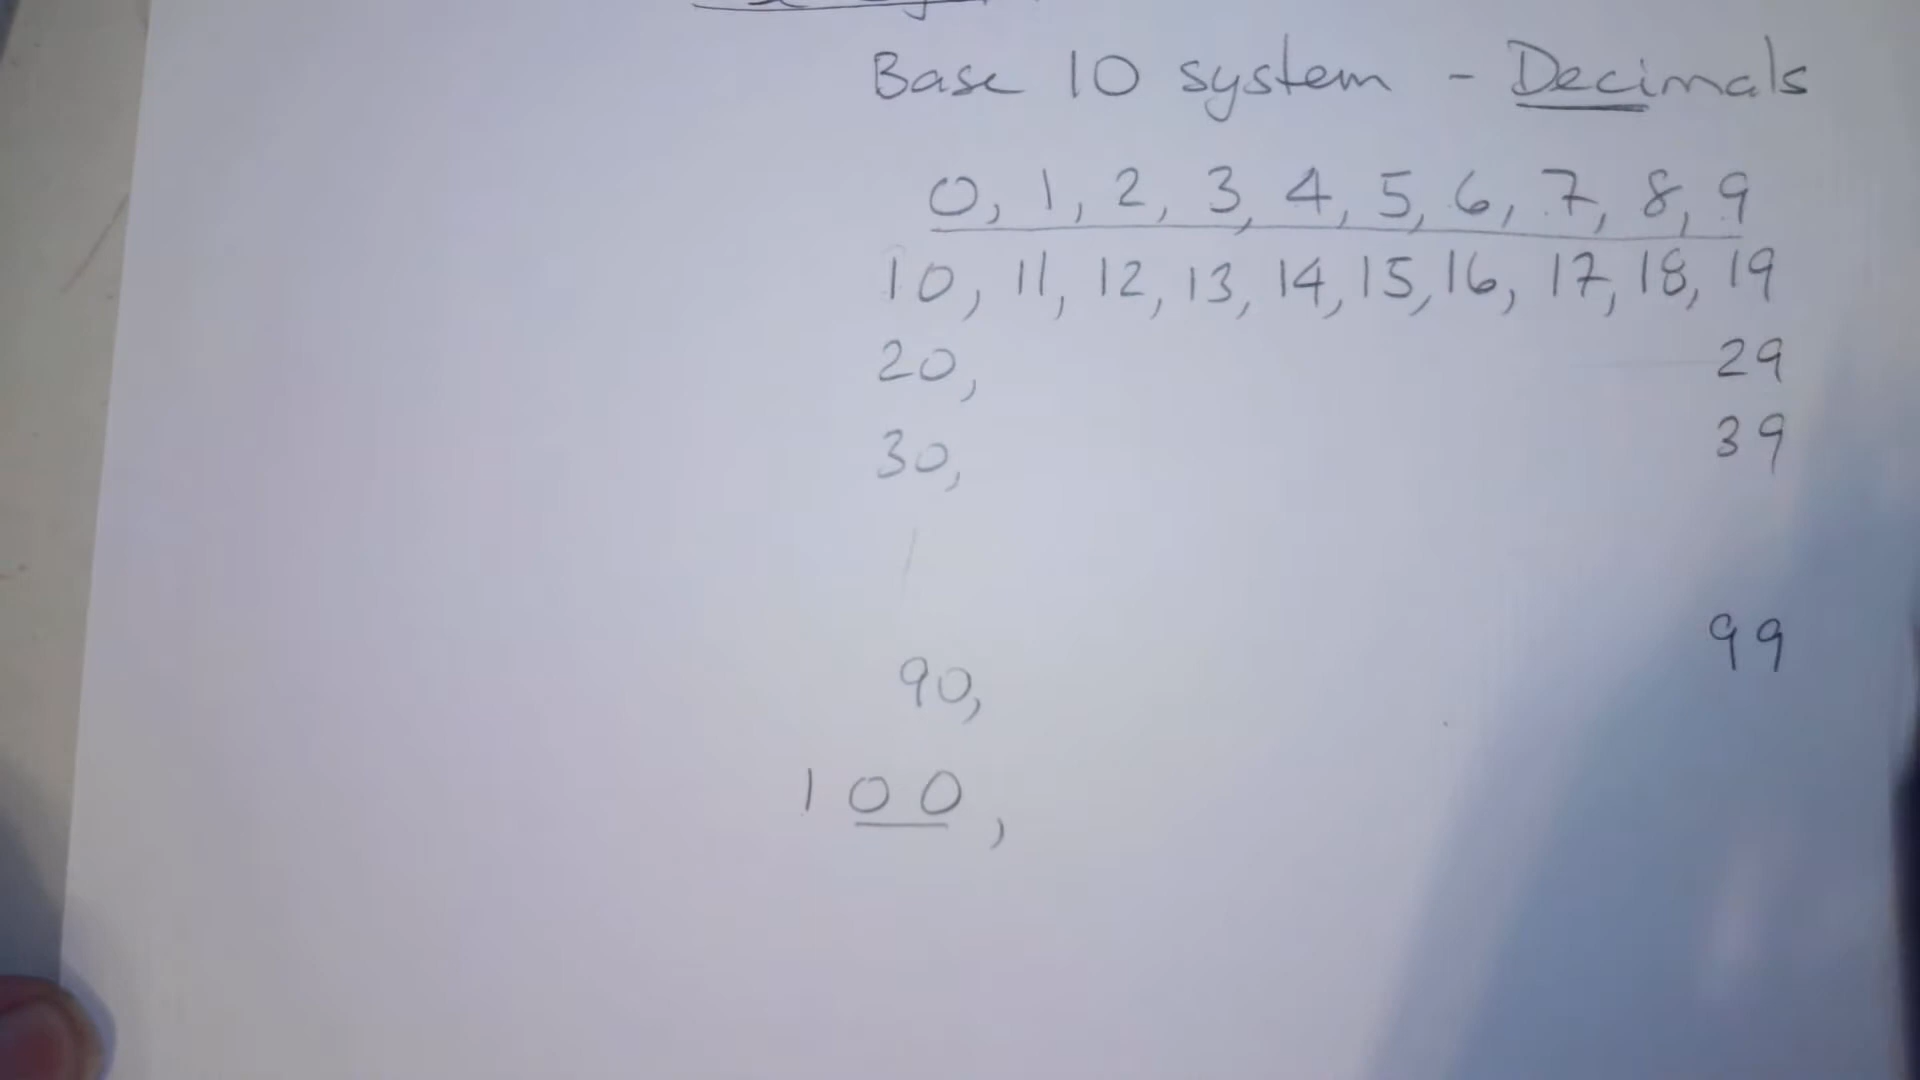 Base 10 system - Decimals
0, 1, 2, 3, 4, 5, 6, 7, 8, 9
10, 11, 12, 13, 14, 15, 16, 17, 18, 19
20, 29
30, 39
99
90,
100,